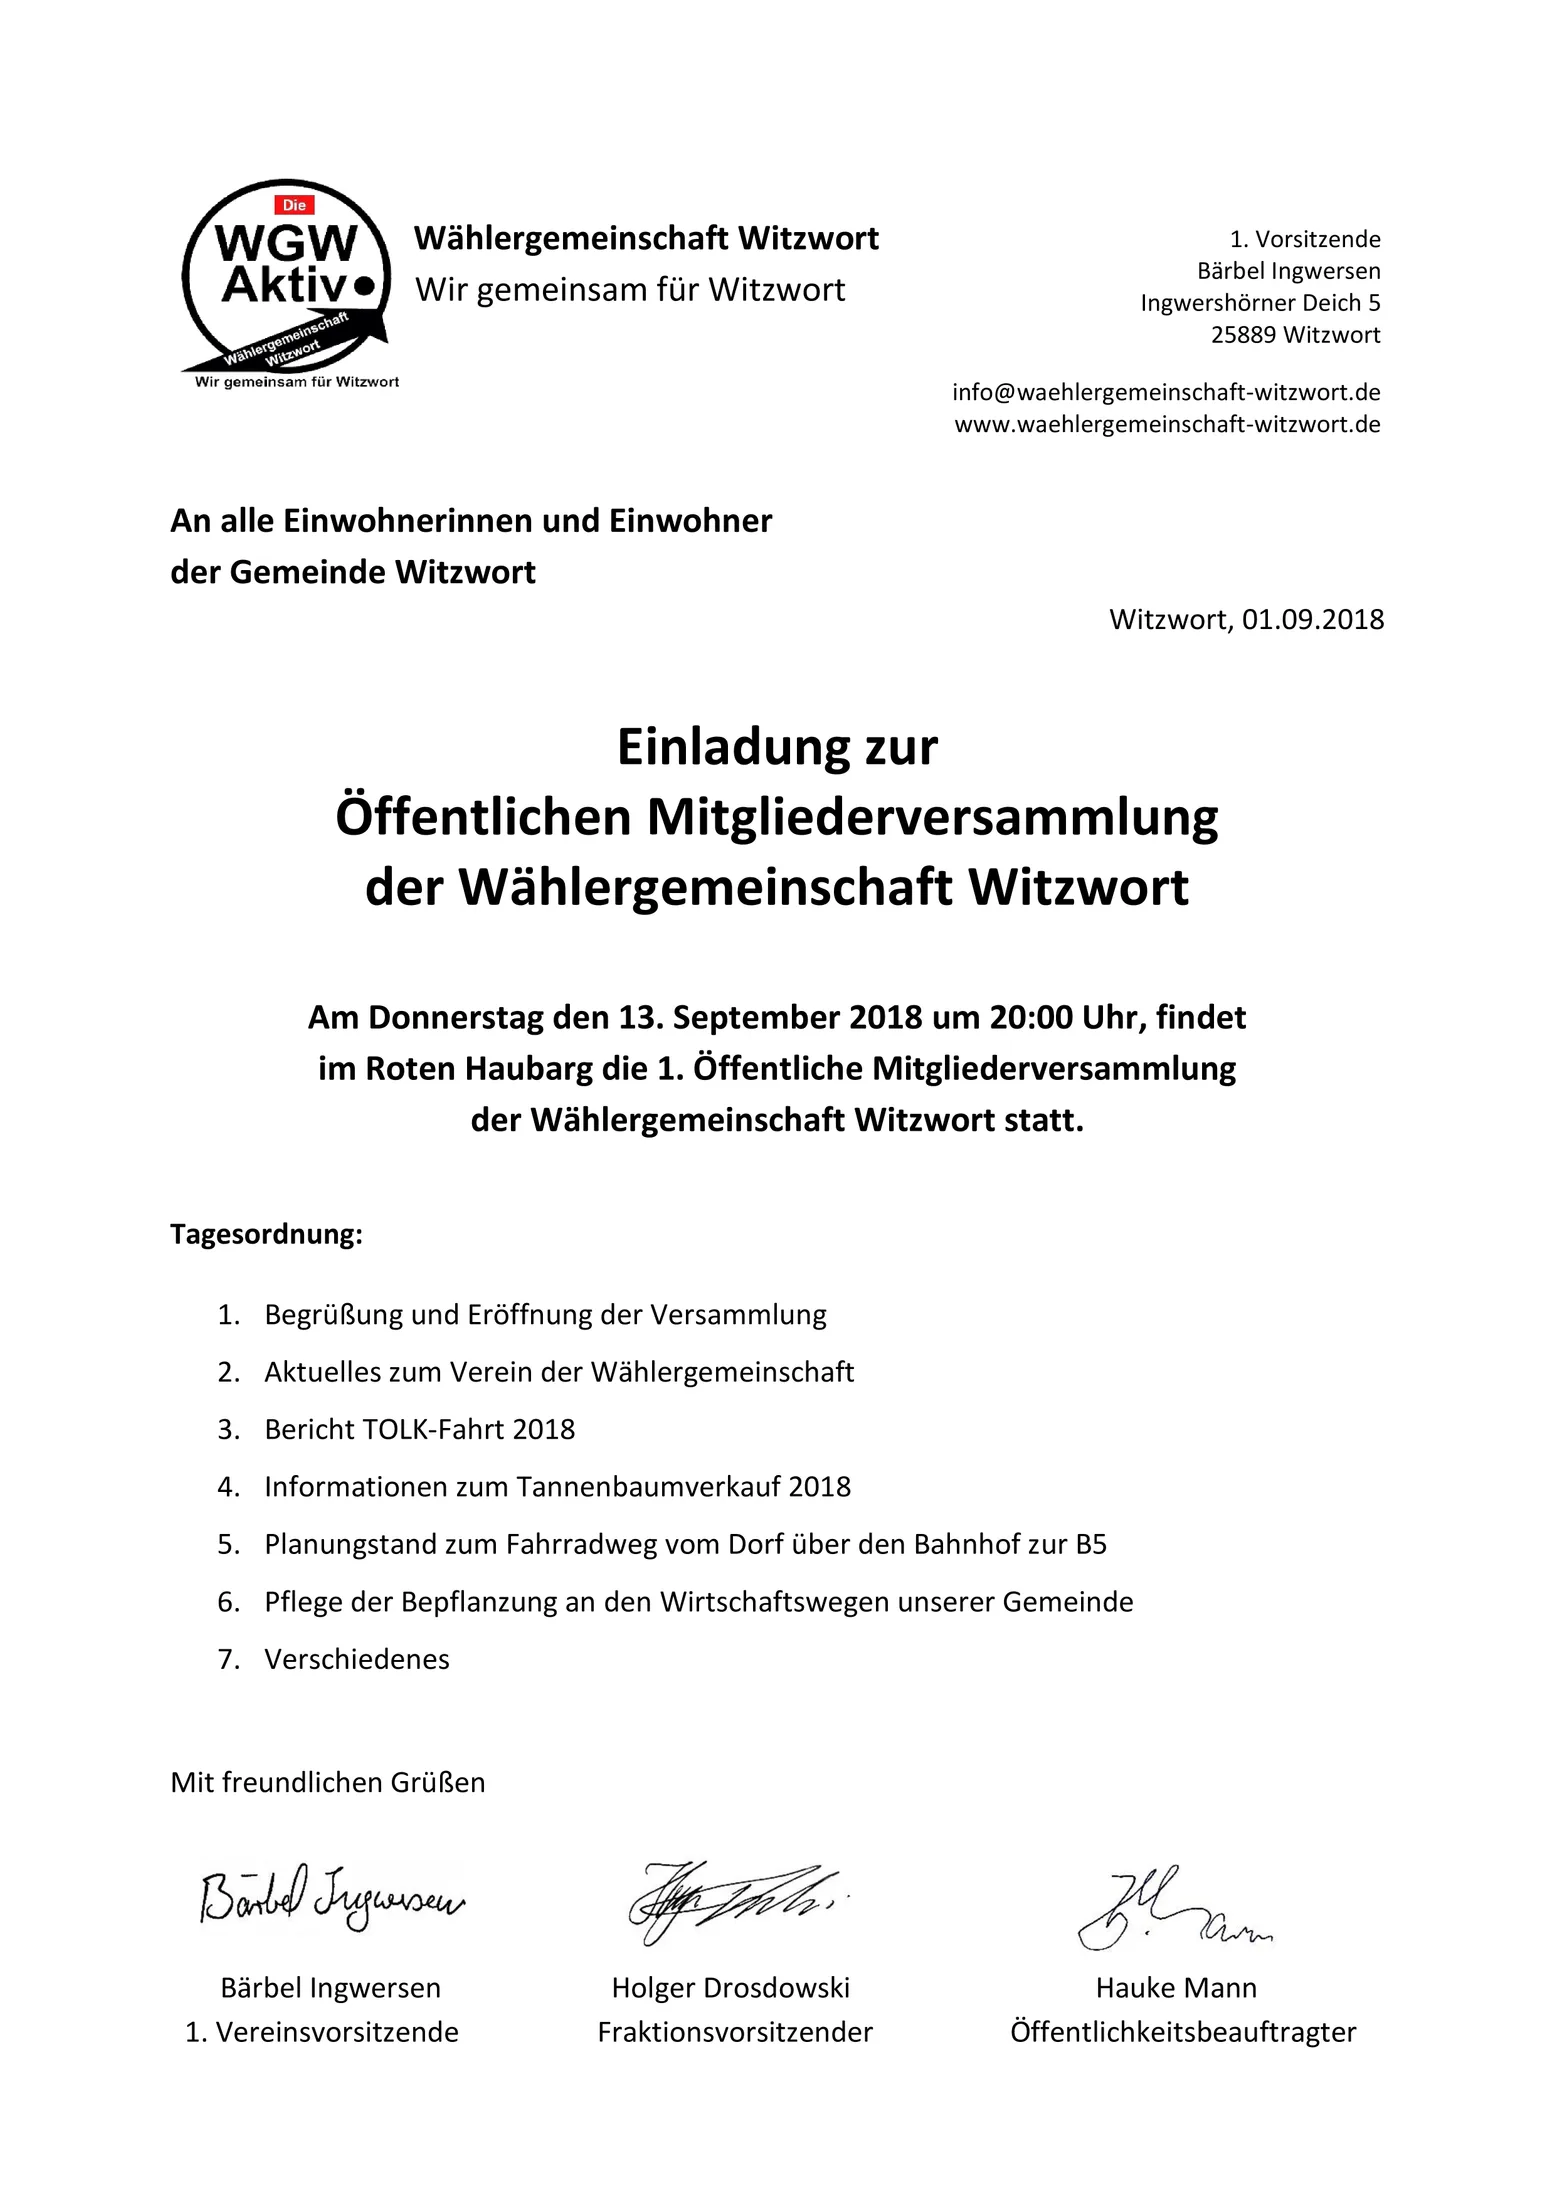 Die
WGW
Aktiv
Wählergemeinschaft
Witzwort
Wir gemeinsam für Witzwort
Wählergemeinschaft Witzwort
Wir gemeinsam für Witzwort
1. Vorsitzende
Bärbel Ingwersen
Ingwershörner Deich 5
25889 Witzwort
info@waehlergemeinschaft-witzwort.de
www.waehlergemeinschaft-witzwort.de
An alle Einwohnerinnen und Einwohner
der Gemeinde Witzwort
Witzwort, 01.09.2018
Einladung zur
Öffentlichen Mitgliederversammlung
der Wählergemeinschaft Witzwort
Am Donnerstag den 13. September 2018 um 20:00 Uhr, findet
im Roten Haubarg die 1. Öffentliche Mitgliederversammlung
der Wählergemeinschaft Witzwort statt.
Tagesordnung:
1. Begrüßung und Eröffnung der Versammlung
2. Aktuelles zum Verein der Wählergemeinschaft
3. Bericht TOLK-Fahrt 2018
4. Informationen zum Tannenbaumverkauf 2018
5. Planungstand zum Fahrradweg vom Dorf über den Bahnhof zur B5
6. Pflege der Bepflanzung an den Wirtschaftswegen unserer Gemeinde
7. Verschiedenes
Mit freundlichen Grüßen
Bärbel Ingwersen
Bärbel Ingwersen Holger Drosdowski Hauke Mann
1. Vereinsvorsitzende Fraktionsvorsitzender Öffentlichkeitsbeauftragter